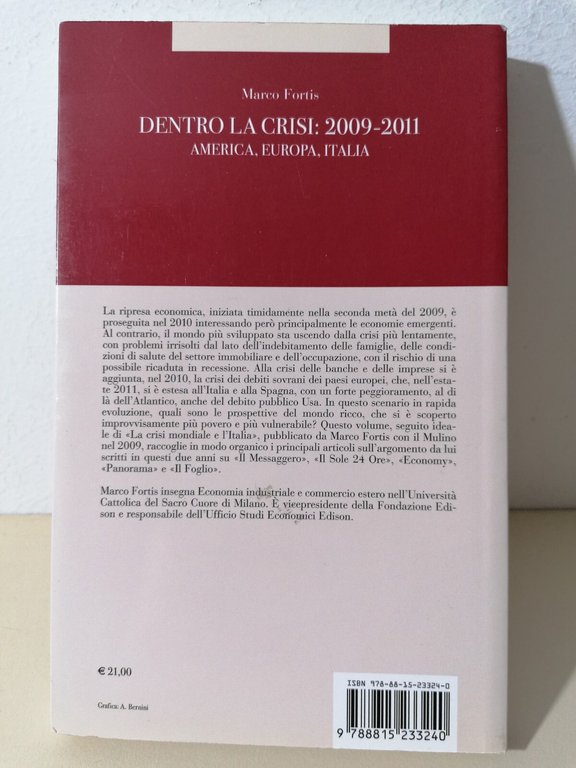 Marco Fortis
DENTRO LA CRISI: 2009-2011
AMERICA, EUROPA, ITALIA
La ripresa economica, iniziata timidamente nella seconda metà del 2009, è
proseguita nel 2010 interessando però principalmente le economie emergenti.
Al contrario, il mondo più sviluppato sta uscendo dalla crisi più lentamente,
con problemi irrisolti dal lato dell'indebitamento delle famiglie, delle condi-
zioni di salute del settore immobiliare e dell'occupazione, con il rischio di una
possibile ricaduta in recessione. Alla crisi delle banche e delle imprese si è
aggiunta, nel 2010, la crisi dei debiti sovrani dei paesi europei, che, nell'esta-
te 2011, si è estesa all'Italia e alla Spagna, con un forte peggioramento, al di
là dell'Atlantico, anche del debito pubblico Usa. In questo scenario in rapida
evoluzione, quali sono le prospettive del mondo ricco, che si è scoperto
improvvisamente più povero e più vulnerabile? Questo volume, seguito idea-
le di «La crisi mondiale e l'Italia», pubblicato da Marco Fortis con il Mulino
nel 2009, raccoglie in modo organico i principali articoli sull'argomento da lui
scritti in questi due anni su «Il Messaggero», «Il Sole 24 Ore», «Economy»,
«Panorama» e «Il Foglio».
Marco Fortis insegna Economia industriale e commercio estero nell'Università
Cattolica del Sacro Cuore di Milano. È vicepresidente della Fondazione Edi-
son e responsabile dell'Ufficio Studi Economici Edison.
€ 21,00
Grafica: A. Bernini
ISBN 978-88-15-23324-0
9 788815 233240